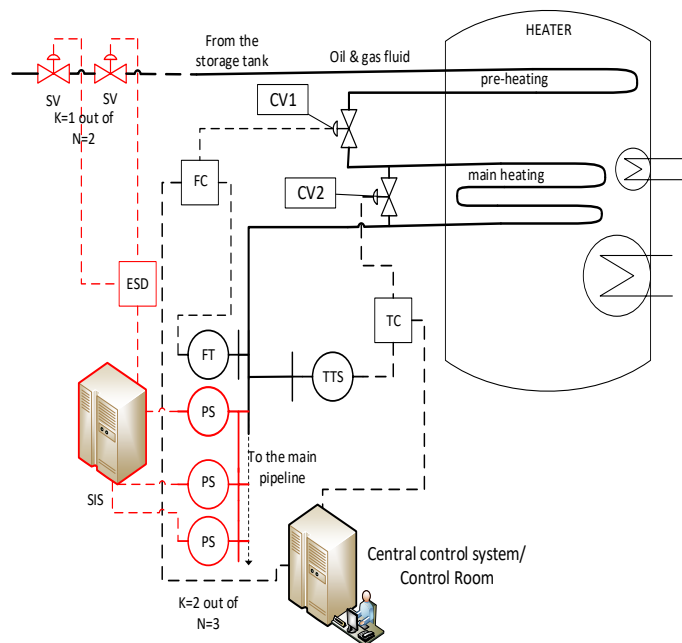 HEATER
From the
storage tank
Oil & gas fluid
pre-heating
SV
SV
K=1 out of
N=2
CV1
main heating
FC
CV2
ESD
TC
FT
TTS
PS
To the main
pipeline
PS
SIS
PS
Central control system/
Control Room
K=2 out of
N=3